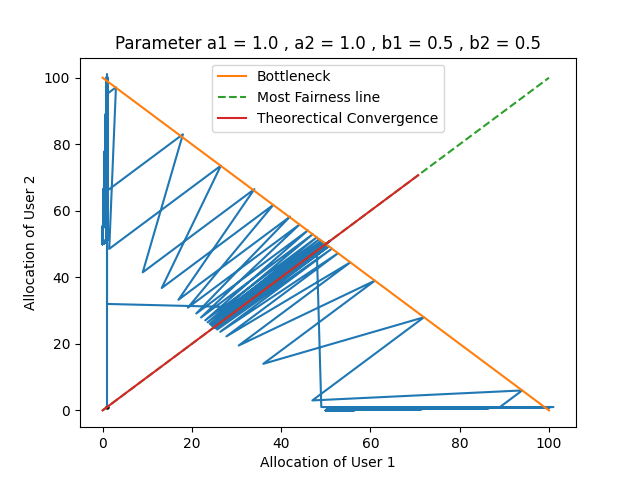 Parameter a1 = 1.0 , a2 = 1.0 , b1 = 0.5 , b2 = 0.5
Bottleneck
Most Fairness line
Theorectical Convergence
100
80
60
40
20
0
Allocation of User 2
0 20 40 60 80 100
Allocation of User 1